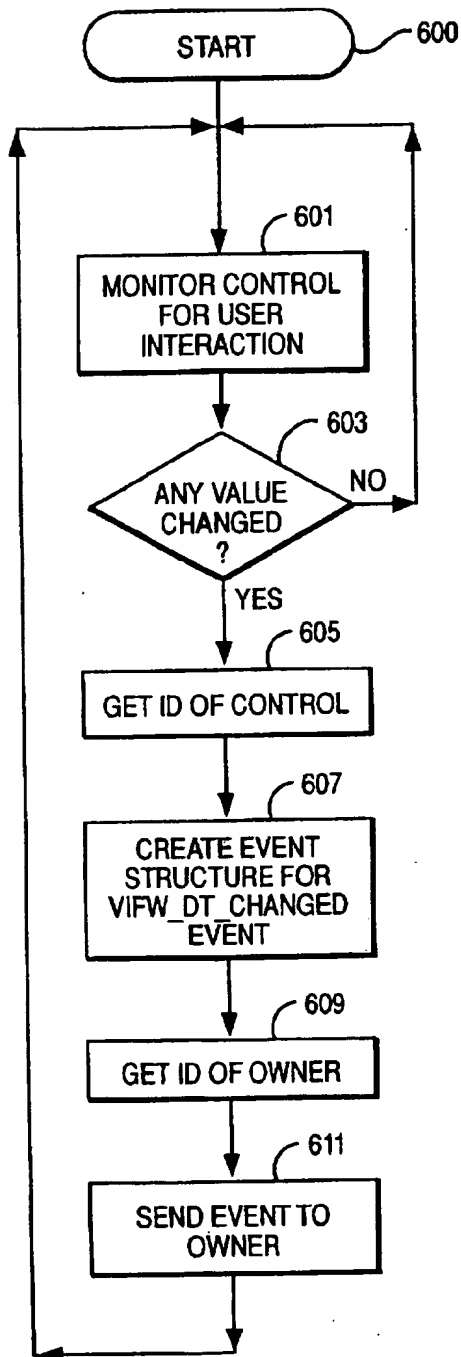 START
600
601
MONITOR CONTROL
FOR USER
INTERACTION
603
ANY VALUE
CHANGED
?
NO
YES
605
GET ID OF CONTROL
607
CREATE EVENT
STRUCTURE FOR
VIFW_DT_CHANGED
EVENT
609
GET ID OF OWNER
611
SEND EVENT TO
OWNER